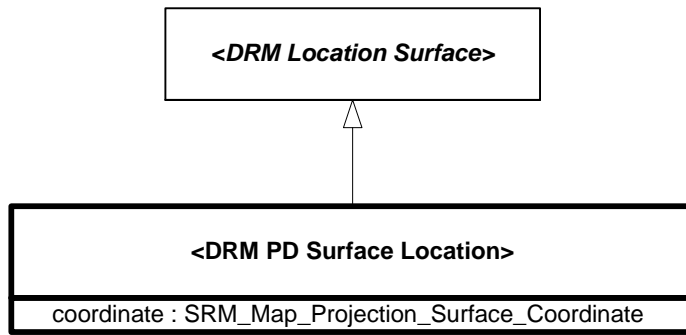 <DRM Location Surface>
<DRM PD Surface Location>
coordinate : SRM_Map_Projection_Surface_Coordinate